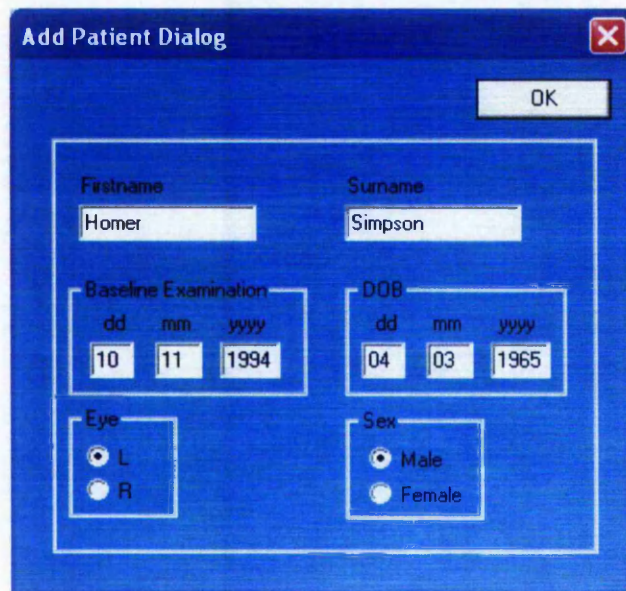 Add Patient Dialog
OK
Firstname Surname
Homer Simpson
Baseline Examination DOB
dd mm yyyy dd mm yyyy
10 11 1994 04 03 1965
Eye Sex
L Male
R Female